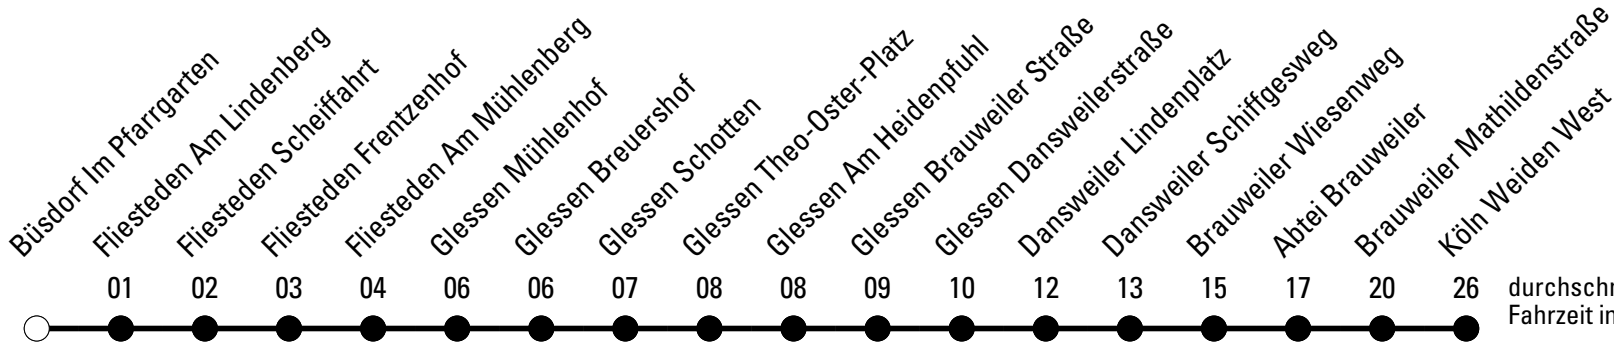 Büsdorf Im Pfarrgarten
Fliesteden Am Lindenberg
Fliesteden Scheiffahrt
Fliesteden Frentzenhof
Fliesteden Am Mühlenberg
Glessen Mühlenhof
Glessen Breuershof
Glessen Schotten
Glessen Theo-Oster-Platz
Glessen Am Heidenpfuhl
Glessen Brauweiler Straße
Glessen Dansweilerstraße
Dansweiler Lindenplatz
Dansweiler Schiffgesweg
Brauweiler Wiesenweg
Abtei Brauweiler
Brauweiler Mathildenstraße
Köln Weiden West
01 02 03 04 06 06 07 08 08 09 10 12 13 15 17 20 26
Fahrzeit